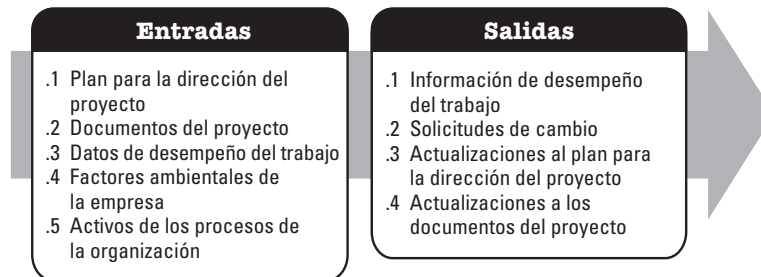 Entradas
.1 Plan para la dirección del
proyecto
.2 Documentos del proyecto
.3 Datos de desempeño del trabajo
.4 Factores ambientales de
la empresa
.5 Activos de los procesos de
la organización
Salidas
.1 Información de desempeño
del trabajo
.2 Solicitudes de cambio
.3 Actualizaciones al plan para
la dirección del proyecto
.4 Actualizaciones a los
documentos del proyecto